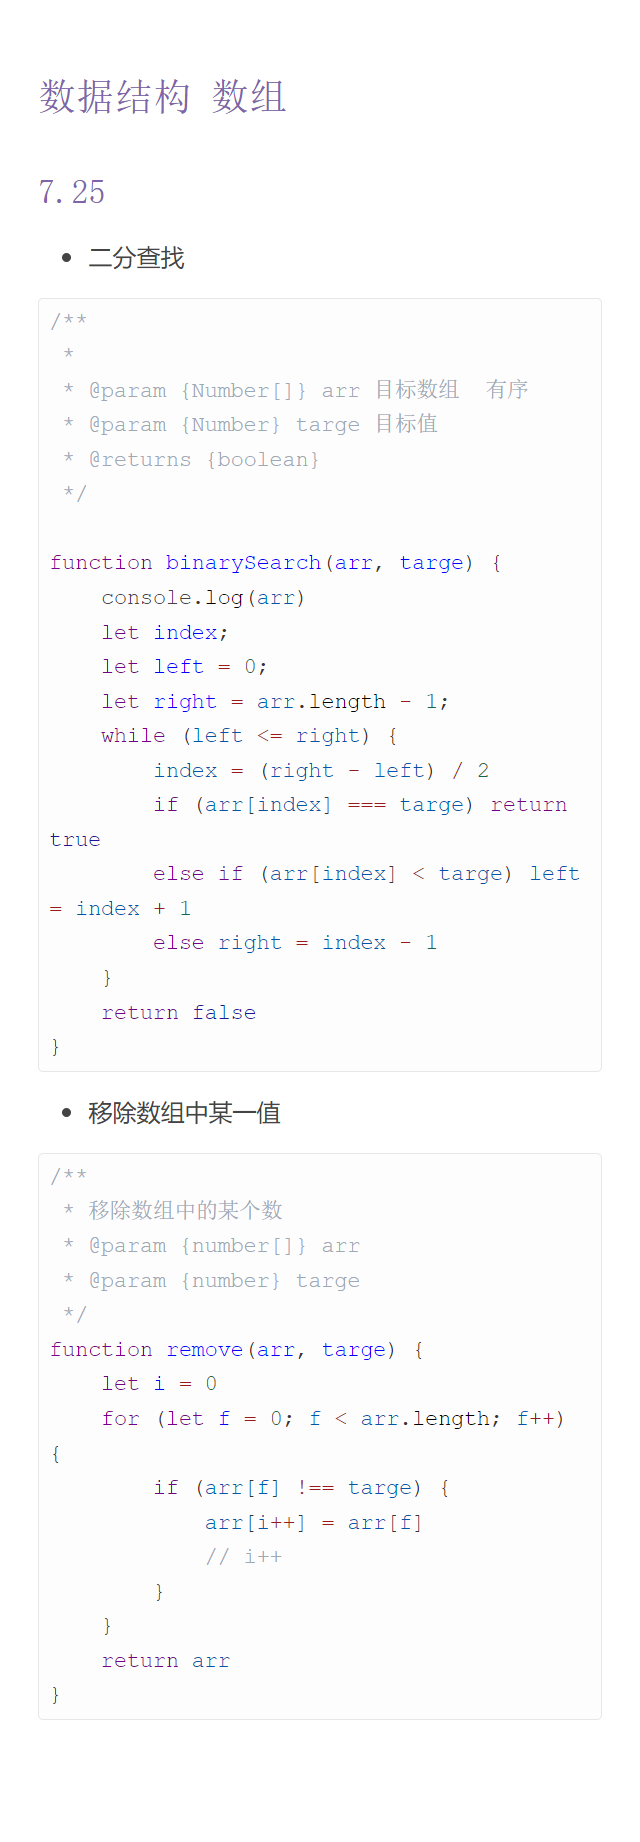 数据结构 数组
7.25
• 二分查找
/**
 *
 * @param {Number[]} arr 目标数组  有序
 * @param {Number} targe 目标值
 * @returns {boolean}
 */

function binarySearch(arr, targe) {
    console.log(arr)
    let index;
    let left = 0;
    let right = arr.length - 1;
    while (left <= right) {
        index = (right - left) / 2
        if (arr[index] === targe) return
true
        else if (arr[index] < targe) left
= index + 1
        else right = index - 1
    }
    return false
}
• 移除数组中某一值
/**
 * 移除数组中的某个数
 * @param {number[]} arr
 * @param {number} targe
 */
function remove(arr, targe) {
    let i = 0
    for (let f = 0; f < arr.length; f++)
{
        if (arr[f] !== targe) {
            arr[i++] = arr[f]
            // i++
        }
    }
    return arr
}